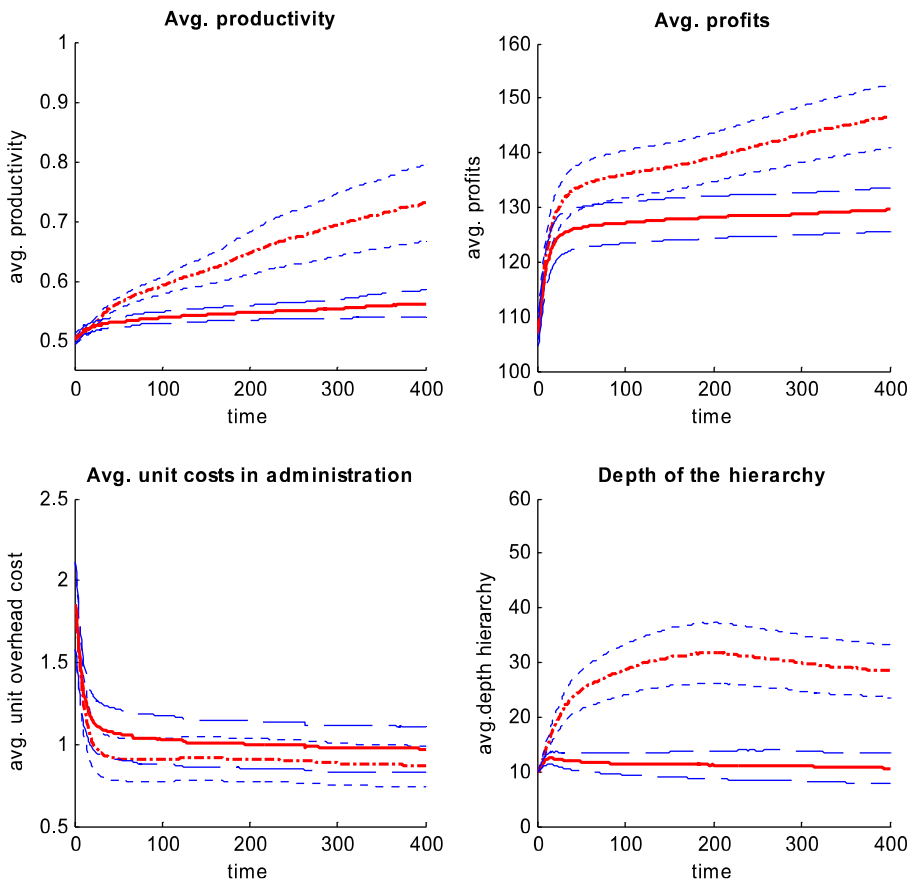 Avg. productivity
1
0.9
0.8
0.7
0.6
0.5
avg. productivity
0 100 200 300 400
time
Avg. profits
160
150
140
130
120
110
100
avg. profits
0 100 200 300 400
time
Avg. unit costs in administration
2.5
2
1.5
1
0.5
avg. unit overhead cost
0 100 200 300 400
time
Depth of the hierarchy
60
50
40
30
20
10
0
avg.depth hierarchy
0 100 200 300 400
time